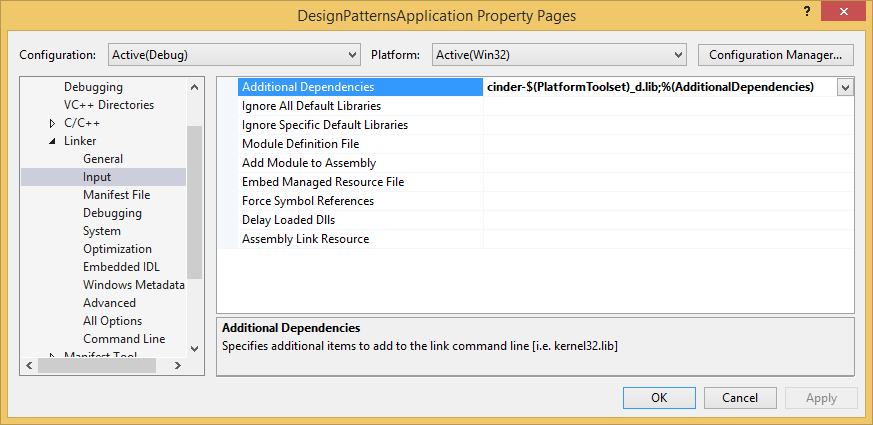 DesignPatternsApplication Property Pages
?
Configuration: Active(Debug) Platform: Active(Win32) Configuration Manager...
Debugging
VC++ Directories
C/C++
Linker
General
Input
Manifest File
Debugging
System
Optimization
Embedded IDL
Windows Metadata
Advanced
All Options
Command Line
Manifest Tool
Additional Dependencies cinder-$(PlatformToolset)_d.lib;%(AdditionalDependencies)
Ignore All Default Libraries
Ignore Specific Default Libraries
Module Definition File
Add Module to Assembly
Embed Managed Resource File
Force Symbol References
Delay Loaded Dlls
Assembly Link Resource
Additional Dependencies
Specifies additional items to add to the link command line [i.e. kernel32.lib]
OK Cancel Apply